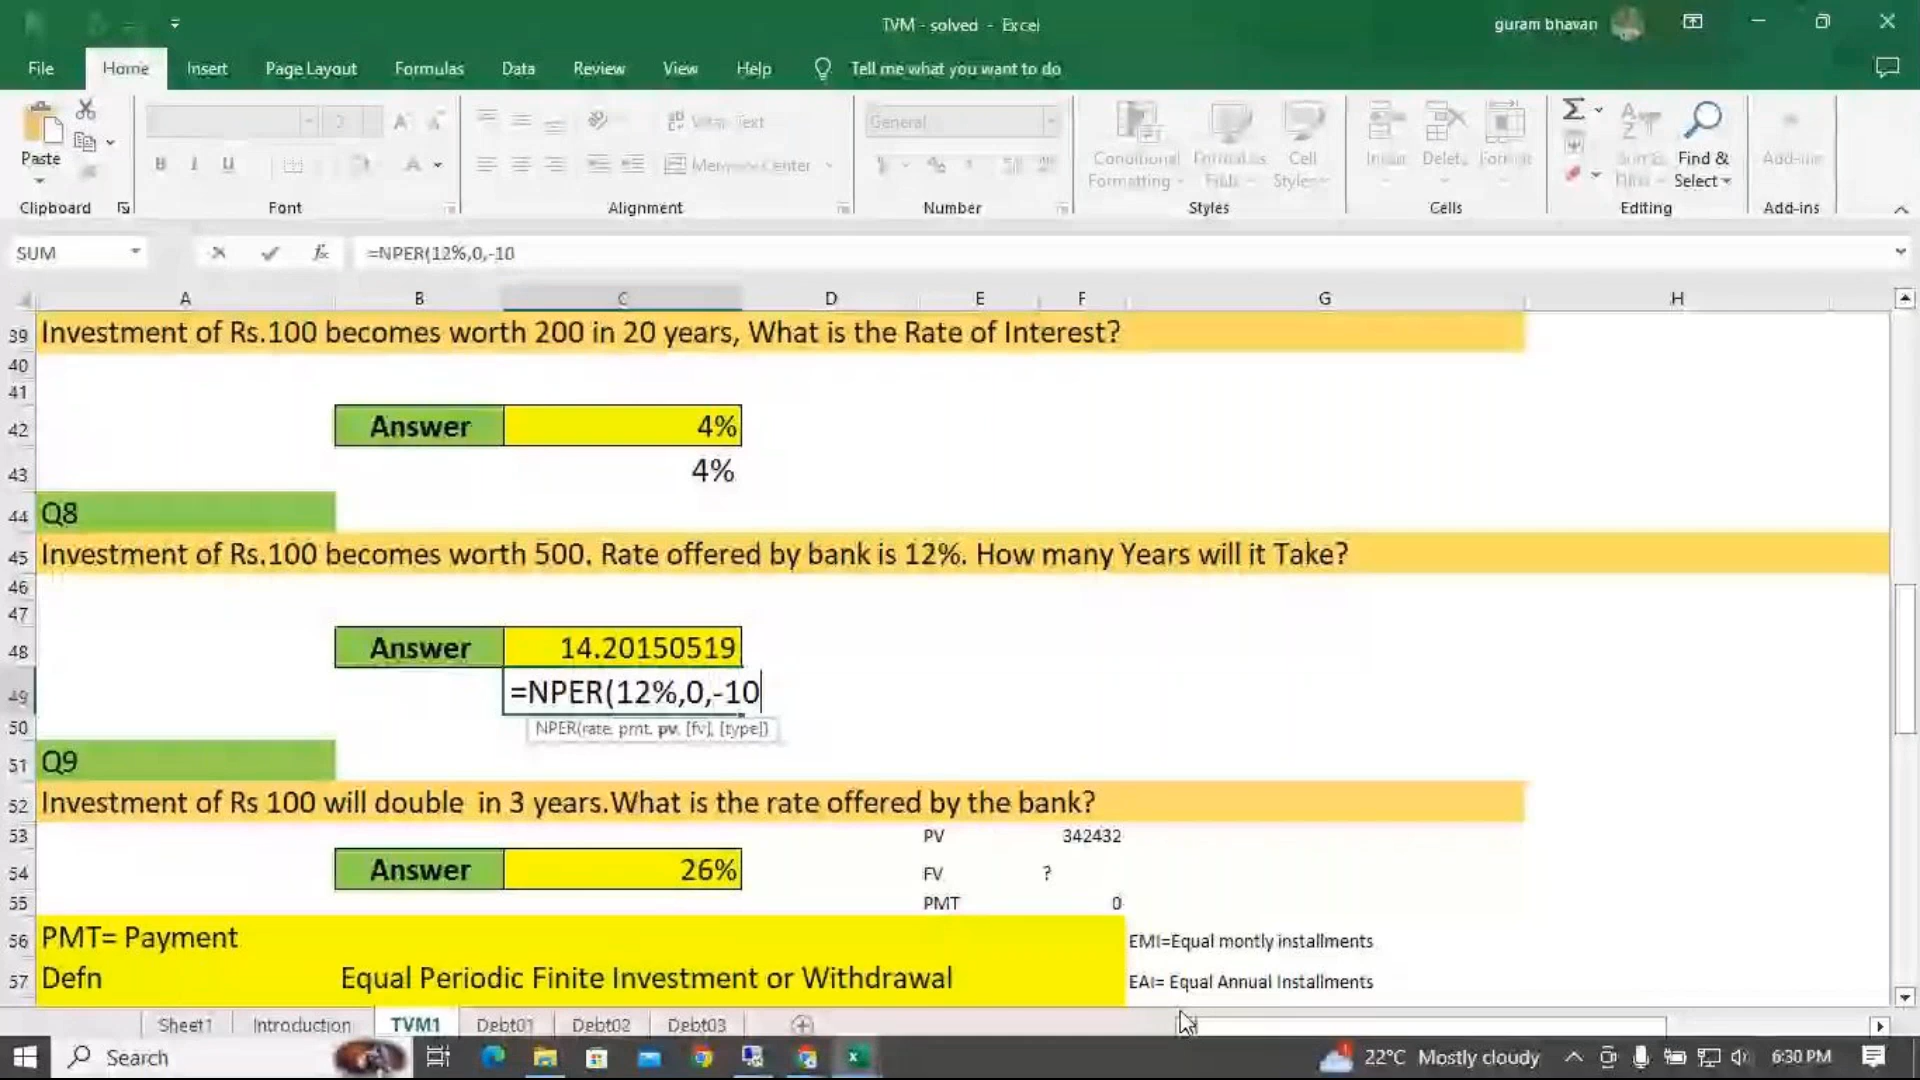 TVM - solved - Excel
guram bhavan
File Home Insert Page Layout Formulas Data Review View Help Tell me what you want to do
General
Paste
Conditional Formatting
Cell Styles
Insert Delete Format
Find & Select
Add-ins
Clipboard Font Alignment Number Styles Cells Editing Add-ins
SUM fx =NPER(12%,0,-10
A B C D E F G H
39 Investment of Rs.100 becomes worth 200 in 20 years, What is the Rate of Interest?
40
41
42 Answer 4%
43 4%
44 Q8
45 Investment of Rs.100 becomes worth 500. Rate offered by bank is 12%. How many Years will it Take?
46
47
48 Answer 14.20150519
49 =NPER(12%,0,-10
50 NPER(rate, pmt, pv, [fv], [type])
51 Q9
52 Investment of Rs 100 will double in 3 years.What is the rate offered by the bank?
53 PV 342432
54 Answer 26% FV ?
55 PMT 0
56 PMT= Payment EMI=Equal montly installments
57 Defn Equal Periodic Finite Investment or Withdrawal EAI= Equal Annual Installments
Sheet1 Introduction TVM1 Debt01 Debt02 Debt03
Search 22°C Mostly cloudy 6:30 PM